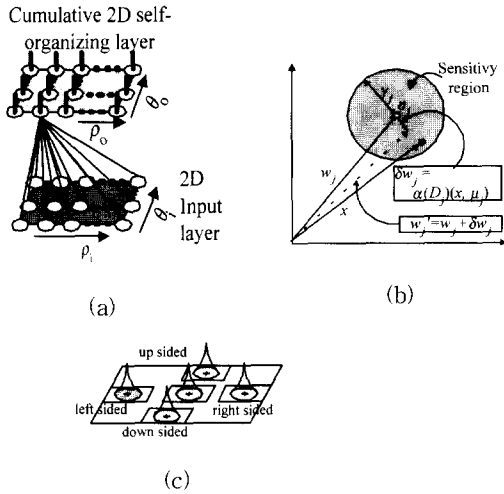 Cumulative 2D self-
organizing layer
θo
ρo
2D
Input
layer
θi
ρi
(a)
Sensitivy
region
wj
x
δwj =
α(Dj)(x, μj)
wj' = wj + δwj
(b)
up sided
left sided
right sided
down sided
(c)